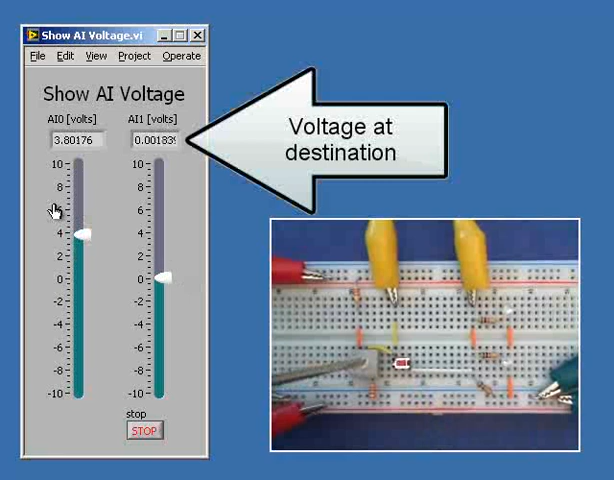 Show AI Voltage.vi
File Edit View Project Operate
Show AI Voltage
AI0 [volts] AI1 [volts]
3.80176 0.001839
10 10
8 8
6 6
4 4
2 2
0 0
-2 -2
-4 -4
-6 -6
-8 -8
-10 -10
stop
STOP
Voltage at
destination